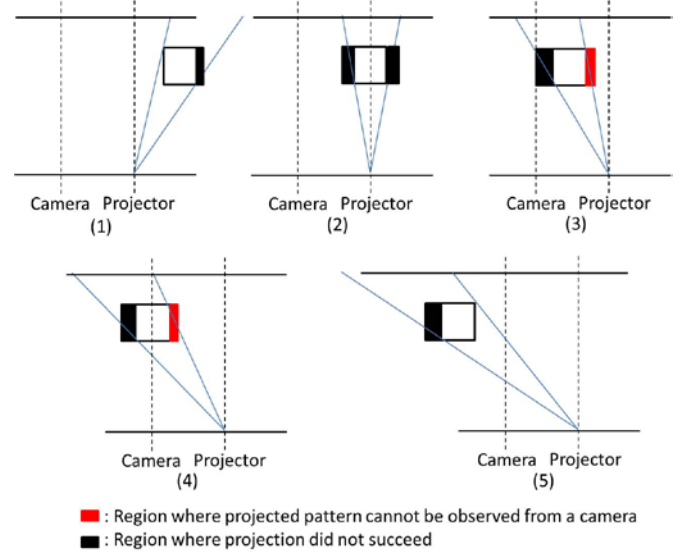 Camera Projector
(1)
Camera Projector
(2)
Camera Projector
(3)
Camera Projector
(4)
Camera Projector
(5)
: Region where projected pattern cannot be observed from a camera
: Region where projection did not succeed